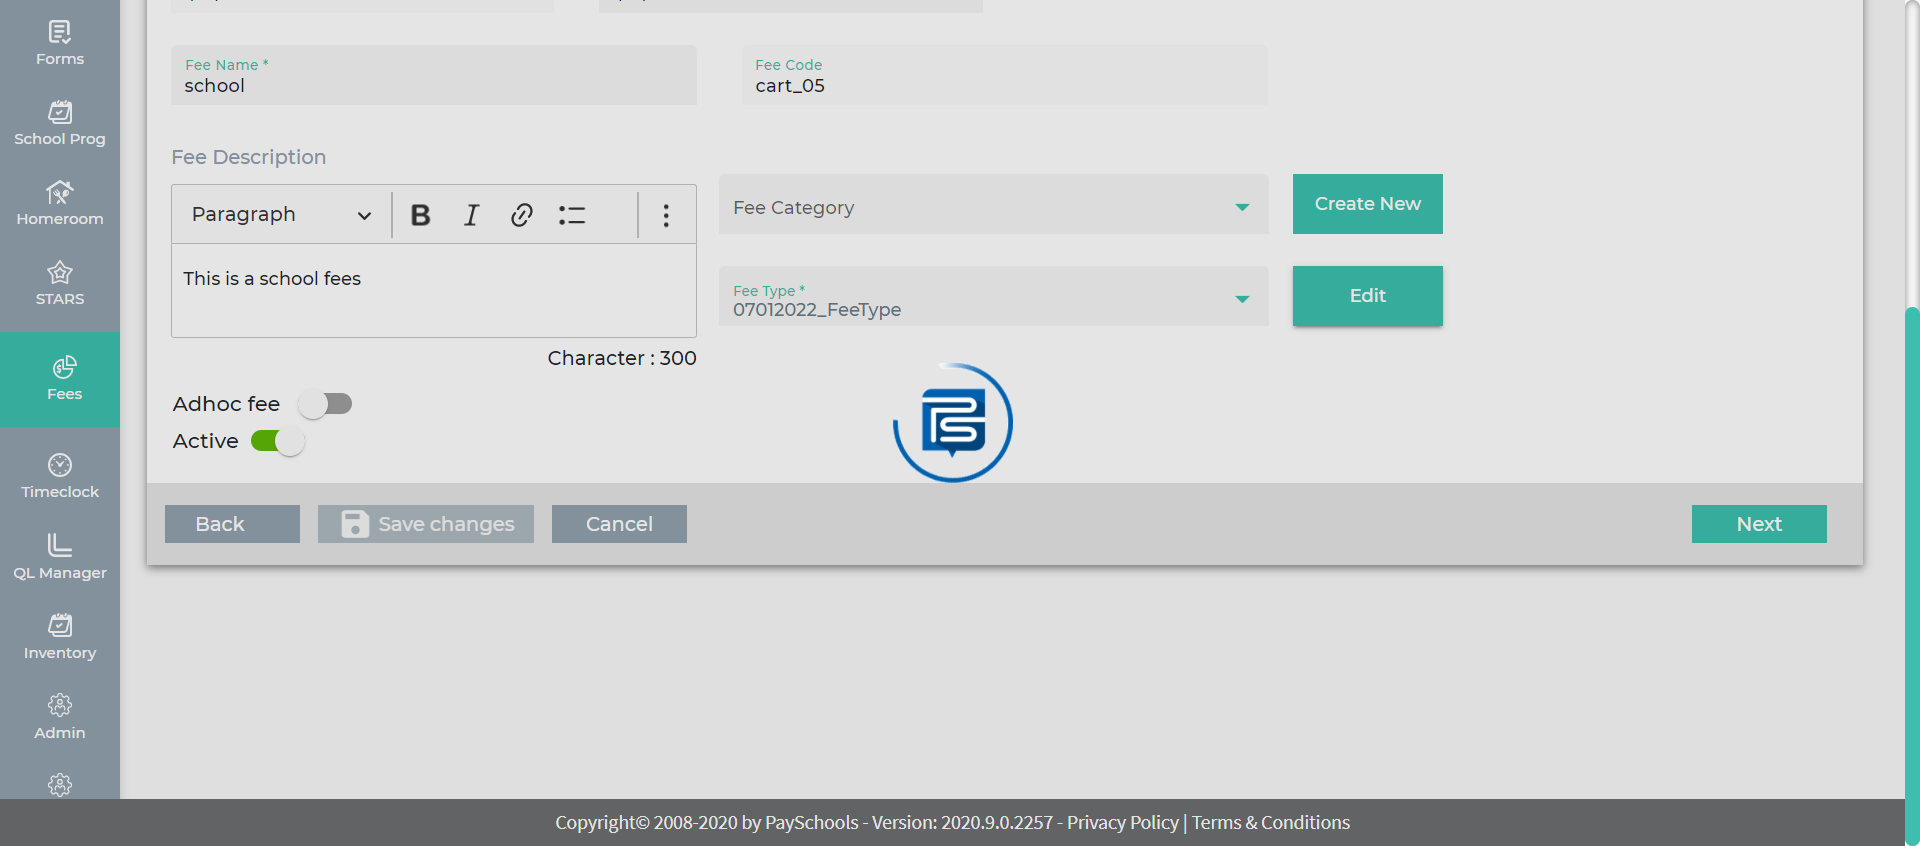 Forms
School Prog
Homeroom
STARS
Fees
Timeclock
QL Manager
Inventory
Admin
Fee Name *
school
Fee Code
cart_05
Fee Description
Paragraph
B I
This is a school fees
Character : 300
Fee Category
Create New
Fee Type *
07012022_FeeType
Edit
Adhoc fee
Active
PS
Back
Save changes
Cancel
Next
Copyright© 2008-2020 by PaySchools - Version: 2020.9.0.2257 - Privacy Policy | Terms & Conditions